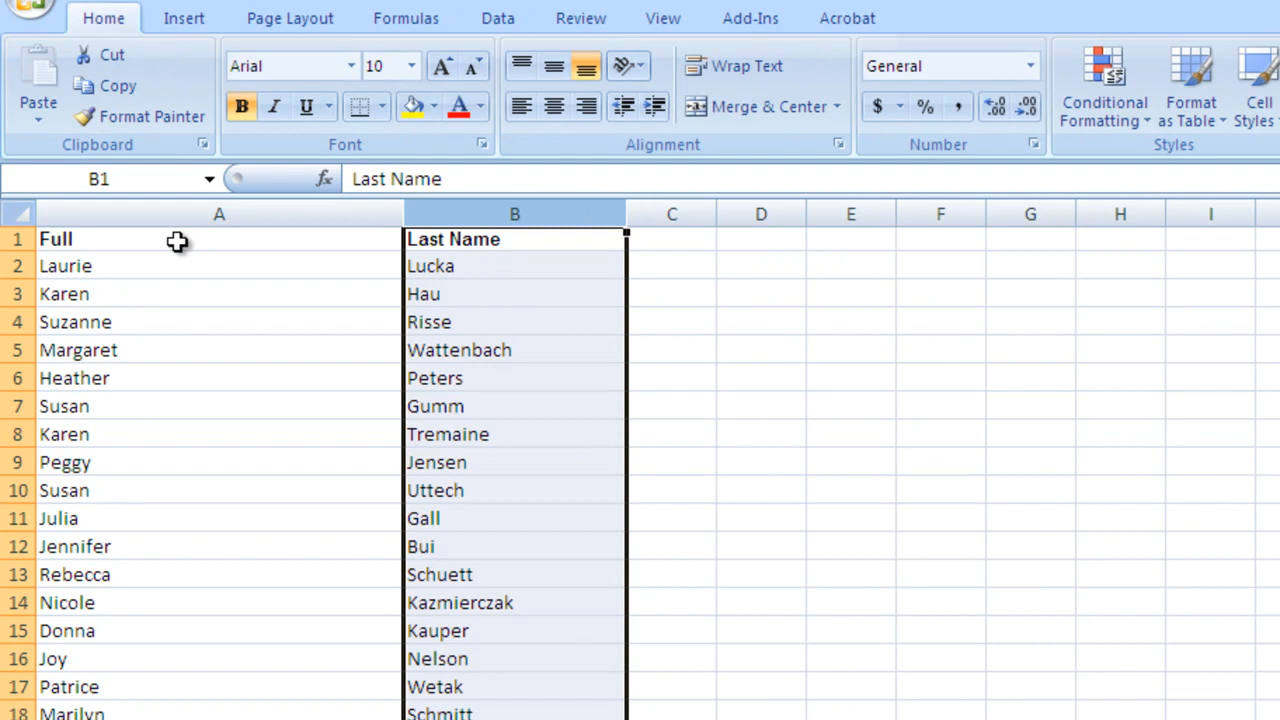 Home Insert Page Layout Formulas Data Review View Add-Ins Acrobat
Paste Cut Copy Format Painter
Arial 10
B I U A
Wrap Text
Merge & Center
General
$ % ,
Conditional Formatting
Format as Table
Cell Styles
Clipboard Font Alignment Number Styles
B1 fx Last Name
A B C D E F G H I
1 Full Last Name
2 Laurie Lucka
3 Karen Hau
4 Suzanne Risse
5 Margaret Wattenbach
6 Heather Peters
7 Susan Gumm
8 Karen Tremaine
9 Peggy Jensen
10 Susan Uttech
11 Julia Gall
12 Jennifer Bui
13 Rebecca Schuett
14 Nicole Kazmierczak
15 Donna Kauper
16 Joy Nelson
17 Patrice Wetak
18 Marilyn Schmitt